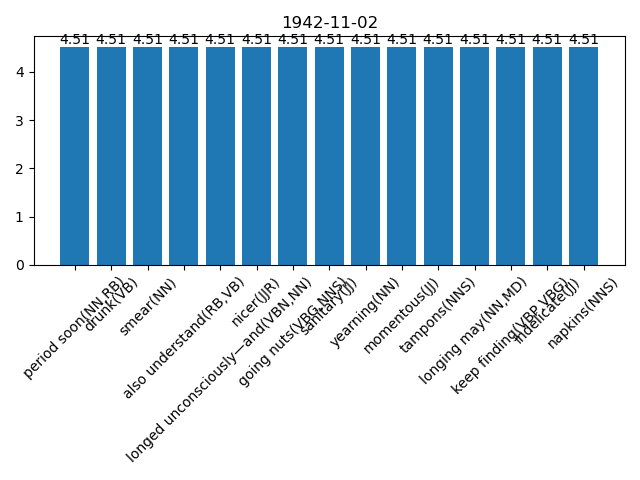 1942-11-02
4.51 4.51 4.51 4.51 4.51 4.51 4.51 4.51 4.51 4.51 4.51 4.51 4.51 4.51 4.51
4
3
2
1
0
period soon(NN,RB)
drunk(VB)
smear(NN)
also understand(RB,VB)
longed unconsciously—and(VBN,NN)
nicer(JJR)
going nuts(VBG,NNS)
sanitary(JJ)
yearning(NN)
momentous(JJ)
tampons(NNS)
longing may(NN,MD)
keep finding(VBP,VBG)
indelicate(JJ)
napkins(NNS)